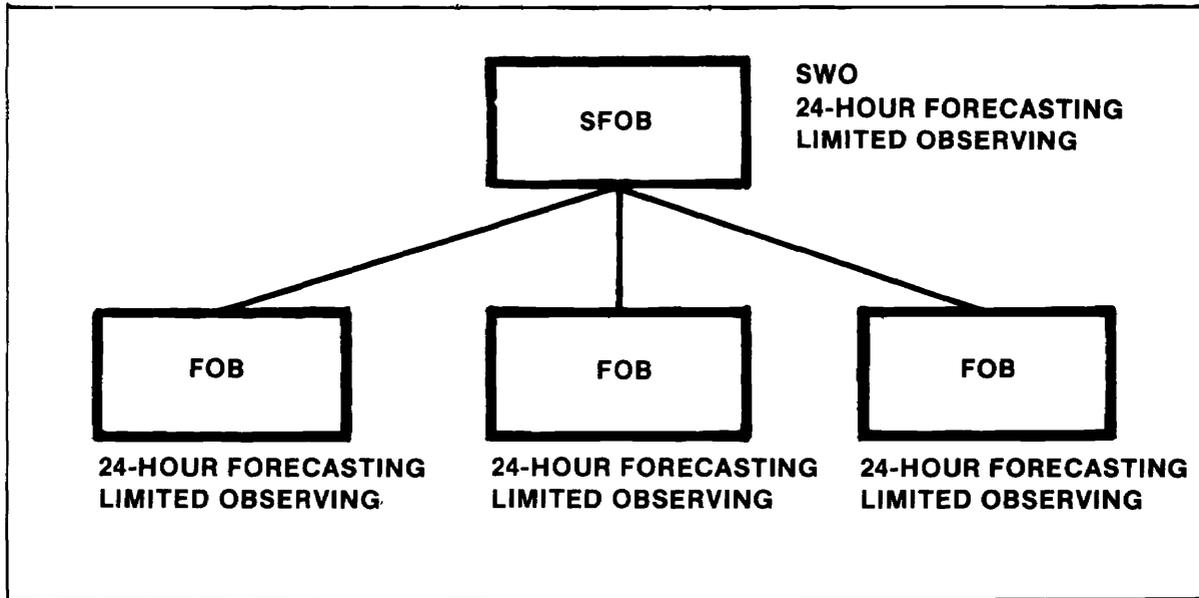 SFOB
SWO
24-HOUR FORECASTING
LIMITED OBSERVING
FOB
24-HOUR FORECASTING
LIMITED OBSERVING
FOB
24-HOUR FORECASTING
LIMITED OBSERVING
FOB
24-HOUR FORECASTING
LIMITED OBSERVING